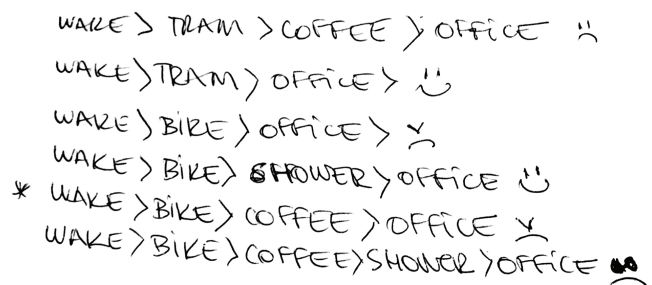 WAKE > TRAM > COFFEE > OFFICE
WAKE > TRAM > OFFICE >
WAKE > BIKE > OFFICE >
WAKE > BIKE > SHOWER > OFFICE
* WAKE > BIKE > COFFEE > OFFICE
WAKE > BIKE > COFFEE > SHOWER > OFFICE